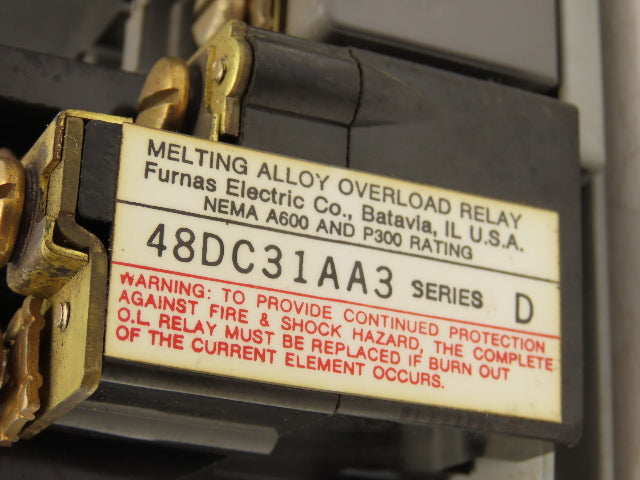 MELTING ALLOY OVERLOAD RELAY
Furnas Electric Co., Batavia, IL U.S.A.
NEMA A600 AND P300 RATING
48DC31AA3 SERIES D
WARNING: TO PROVIDE CONTINUED PROTECTION
AGAINST FIRE & SHOCK HAZARD, THE COMPLETE
O.L. RELAY MUST BE REPLACED IF BURN OUT
OF THE CURRENT ELEMENT OCCURS.